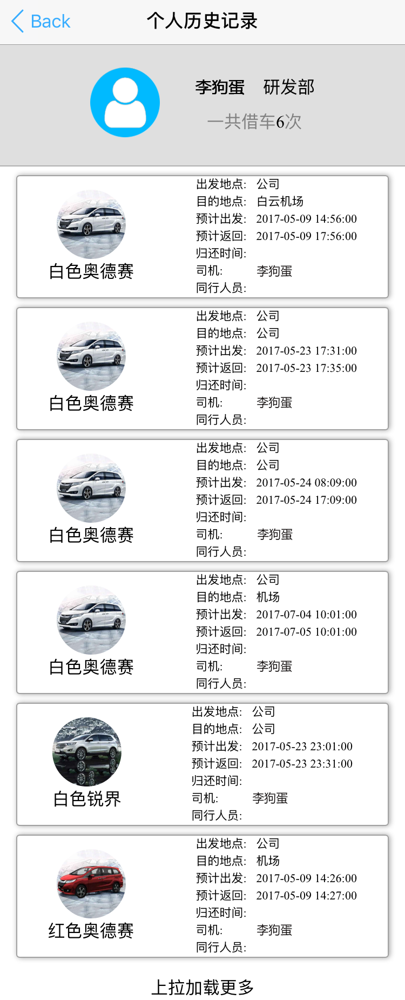 Back
个人历史记录
李狗蛋 研发部
一共借车6次
出发地点: 公司
目的地点: 白云机场
预计出发: 2017-05-09 14:56:00
预计返回: 2017-05-09 17:56:00
归还时间:
司机: 李狗蛋
同行人员:
白色奥德赛
出发地点: 公司
目的地点: 公司
预计出发: 2017-05-23 17:31:00
预计返回: 2017-05-23 17:35:00
归还时间:
司机: 李狗蛋
同行人员:
白色奥德赛
出发地点: 公司
目的地点: 公司
预计出发: 2017-05-24 08:09:00
预计返回: 2017-05-24 17:09:00
归还时间:
司机: 李狗蛋
同行人员:
白色奥德赛
出发地点: 公司
目的地点: 机场
预计出发: 2017-07-04 10:01:00
预计返回: 2017-07-05 10:01:00
归还时间:
司机: 李狗蛋
同行人员:
白色奥德赛
出发地点: 公司
目的地点: 公司
预计出发: 2017-05-23 23:01:00
预计返回: 2017-05-23 23:31:00
归还时间:
司机: 李狗蛋
同行人员:
白色锐界
出发地点: 公司
目的地点: 机场
预计出发: 2017-05-09 14:26:00
预计返回: 2017-05-09 14:27:00
归还时间:
司机: 李狗蛋
同行人员:
红色奥德赛
上拉加载更多